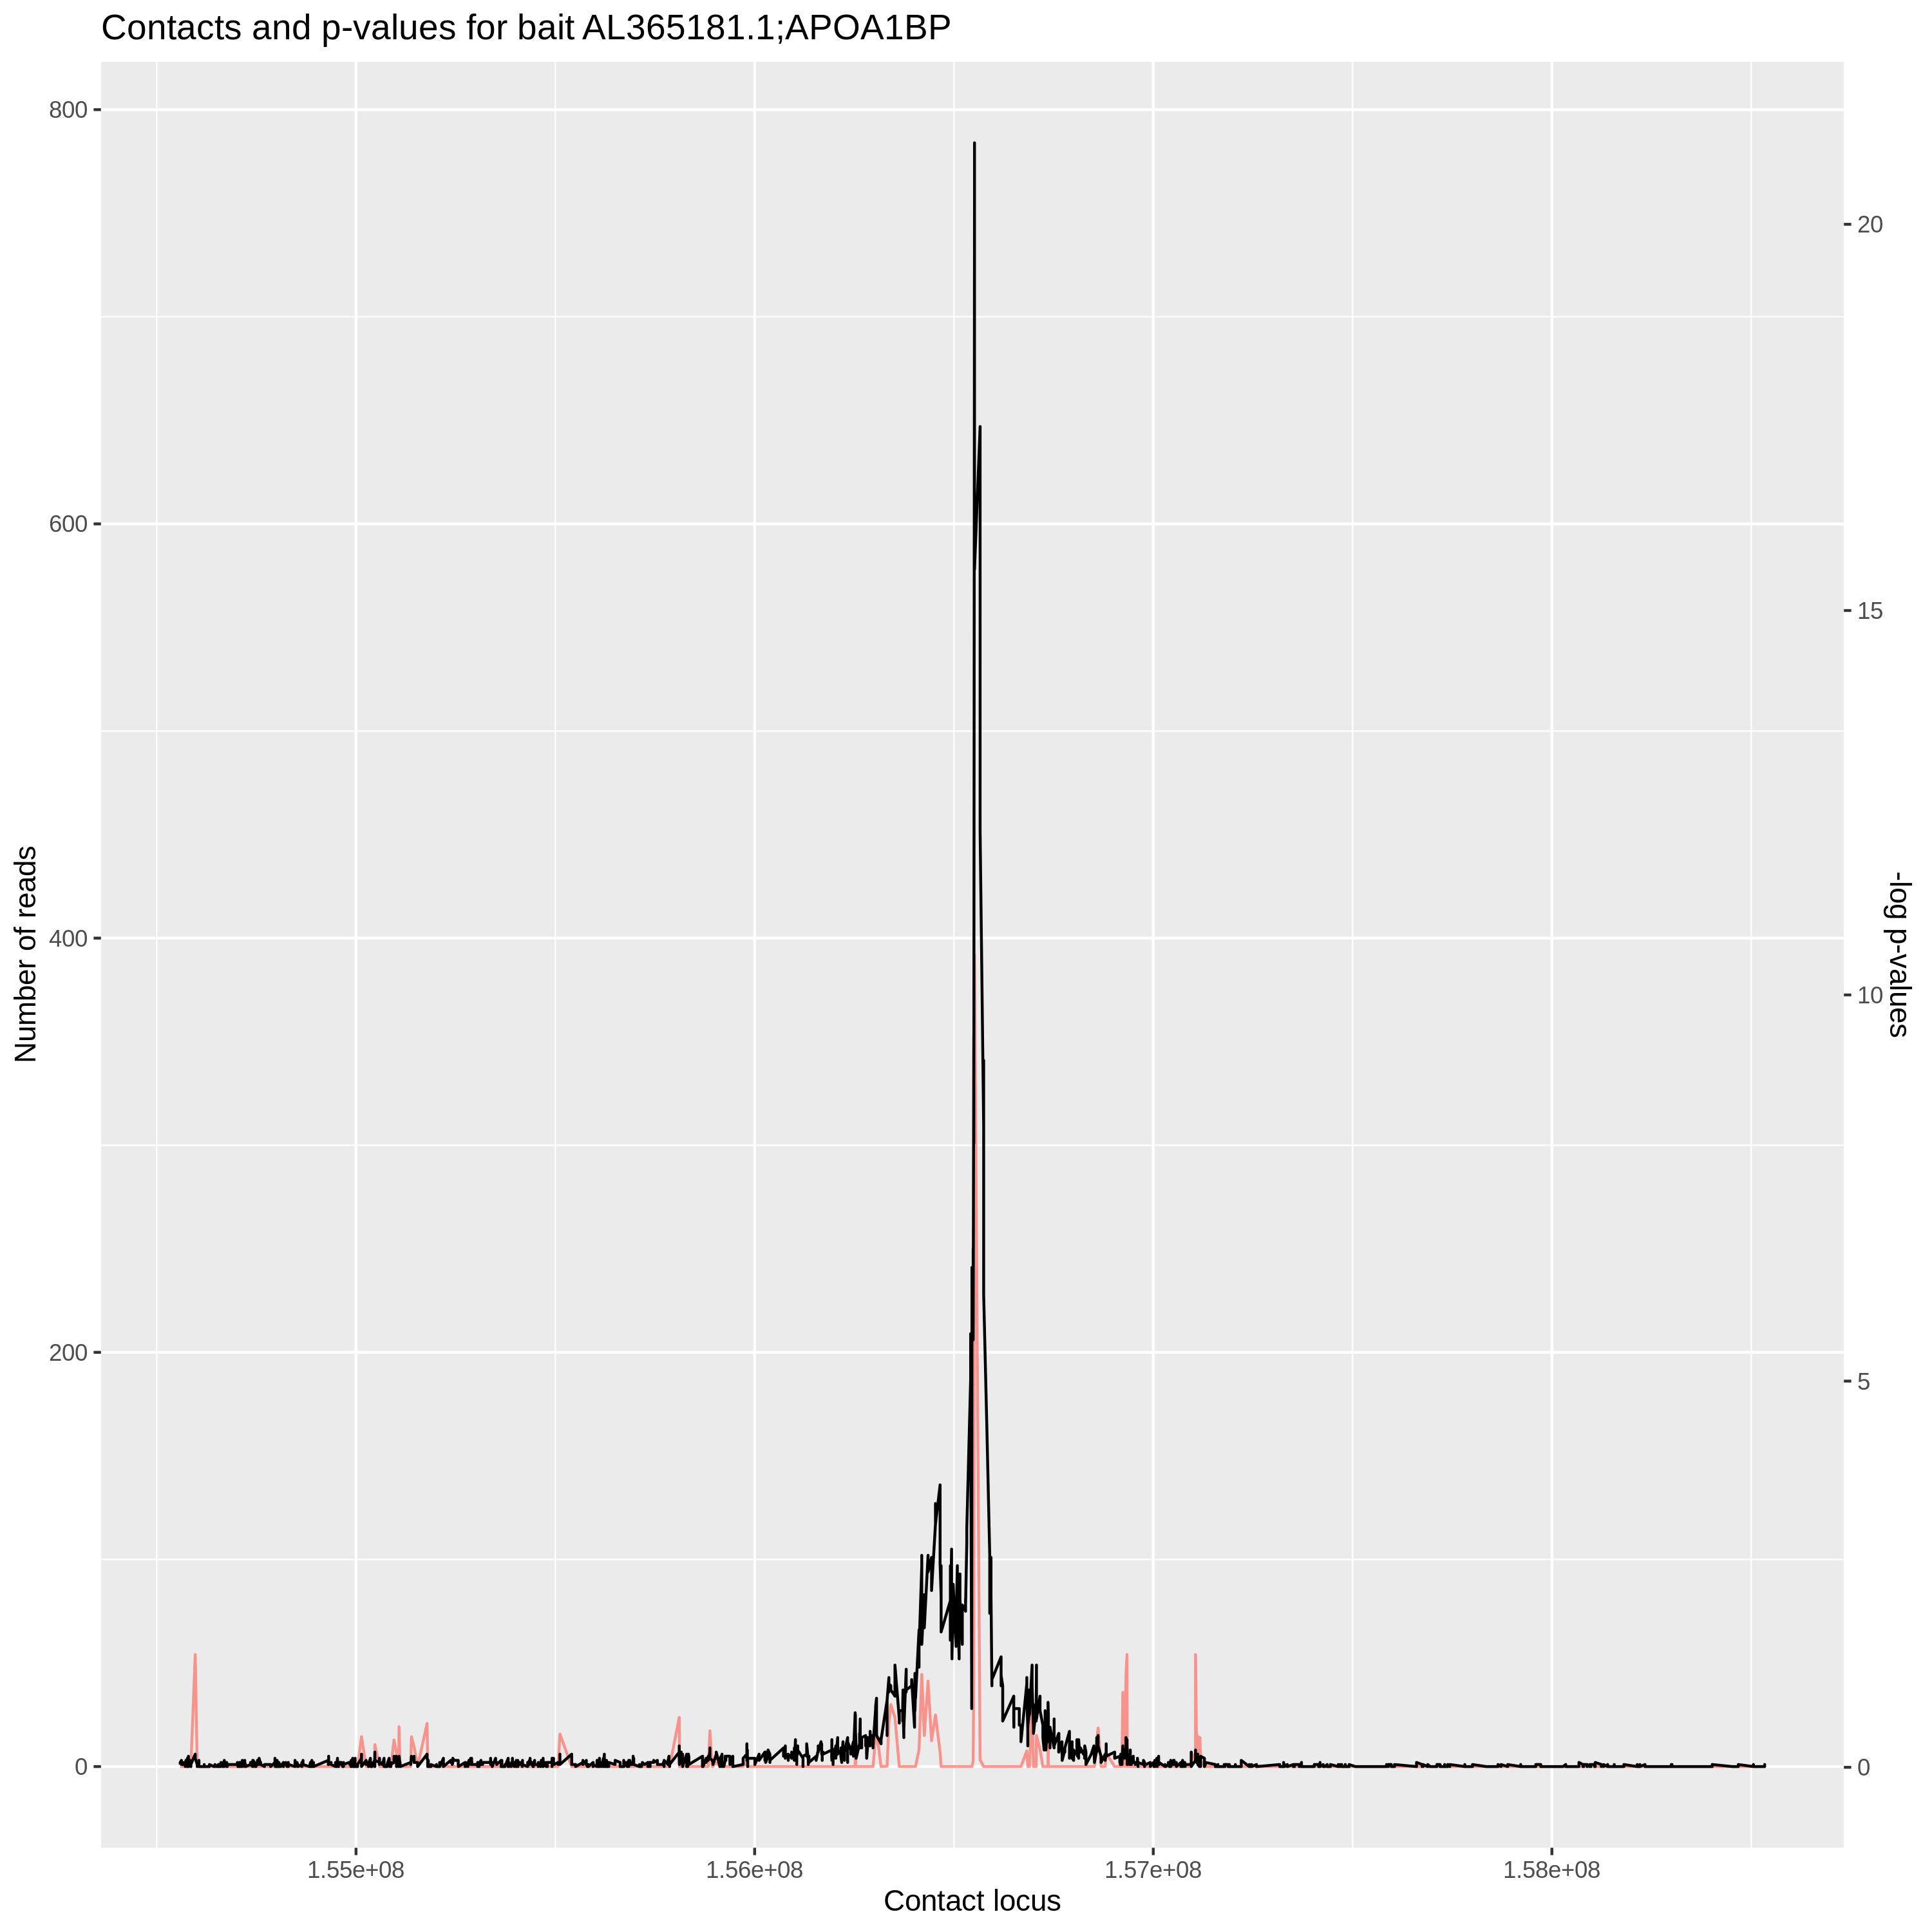 Contacts and p-values for bait AL365181.1;APOA1BP
800
600
400
200
0
Number of reads
20
15
10
5
0
-log p-values
1.55e+08
1.56e+08
1.57e+08
1.58e+08
Contact locus